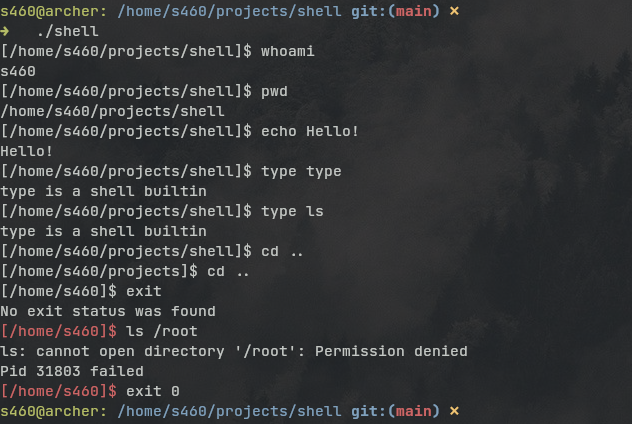 s460@archer: /home/s460/projects/shell git:(main) ×
➜ ./shell
[/home/s460/projects/shell]$ whoami
s460
[/home/s460/projects/shell]$ pwd
/home/s460/projects/shell
[/home/s460/projects/shell]$ echo Hello!
Hello!
[/home/s460/projects/shell]$ type type
type is a shell builtin
[/home/s460/projects/shell]$ type ls
type is a shell builtin
[/home/s460/projects/shell]$ cd ..
[/home/s460/projects]$ cd ..
[/home/s460]$ exit
No exit status was found
[/home/s460]$ ls /root
ls: cannot open directory '/root': Permission denied
Pid 31803 failed
[/home/s460]$ exit 0
s460@archer: /home/s460/projects/shell git:(main) ×